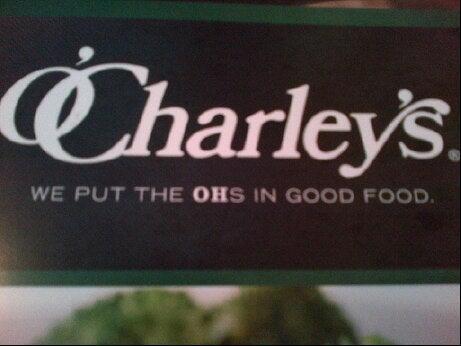 O'Charley's®
WE PUT THE OHS IN GOOD FOOD.